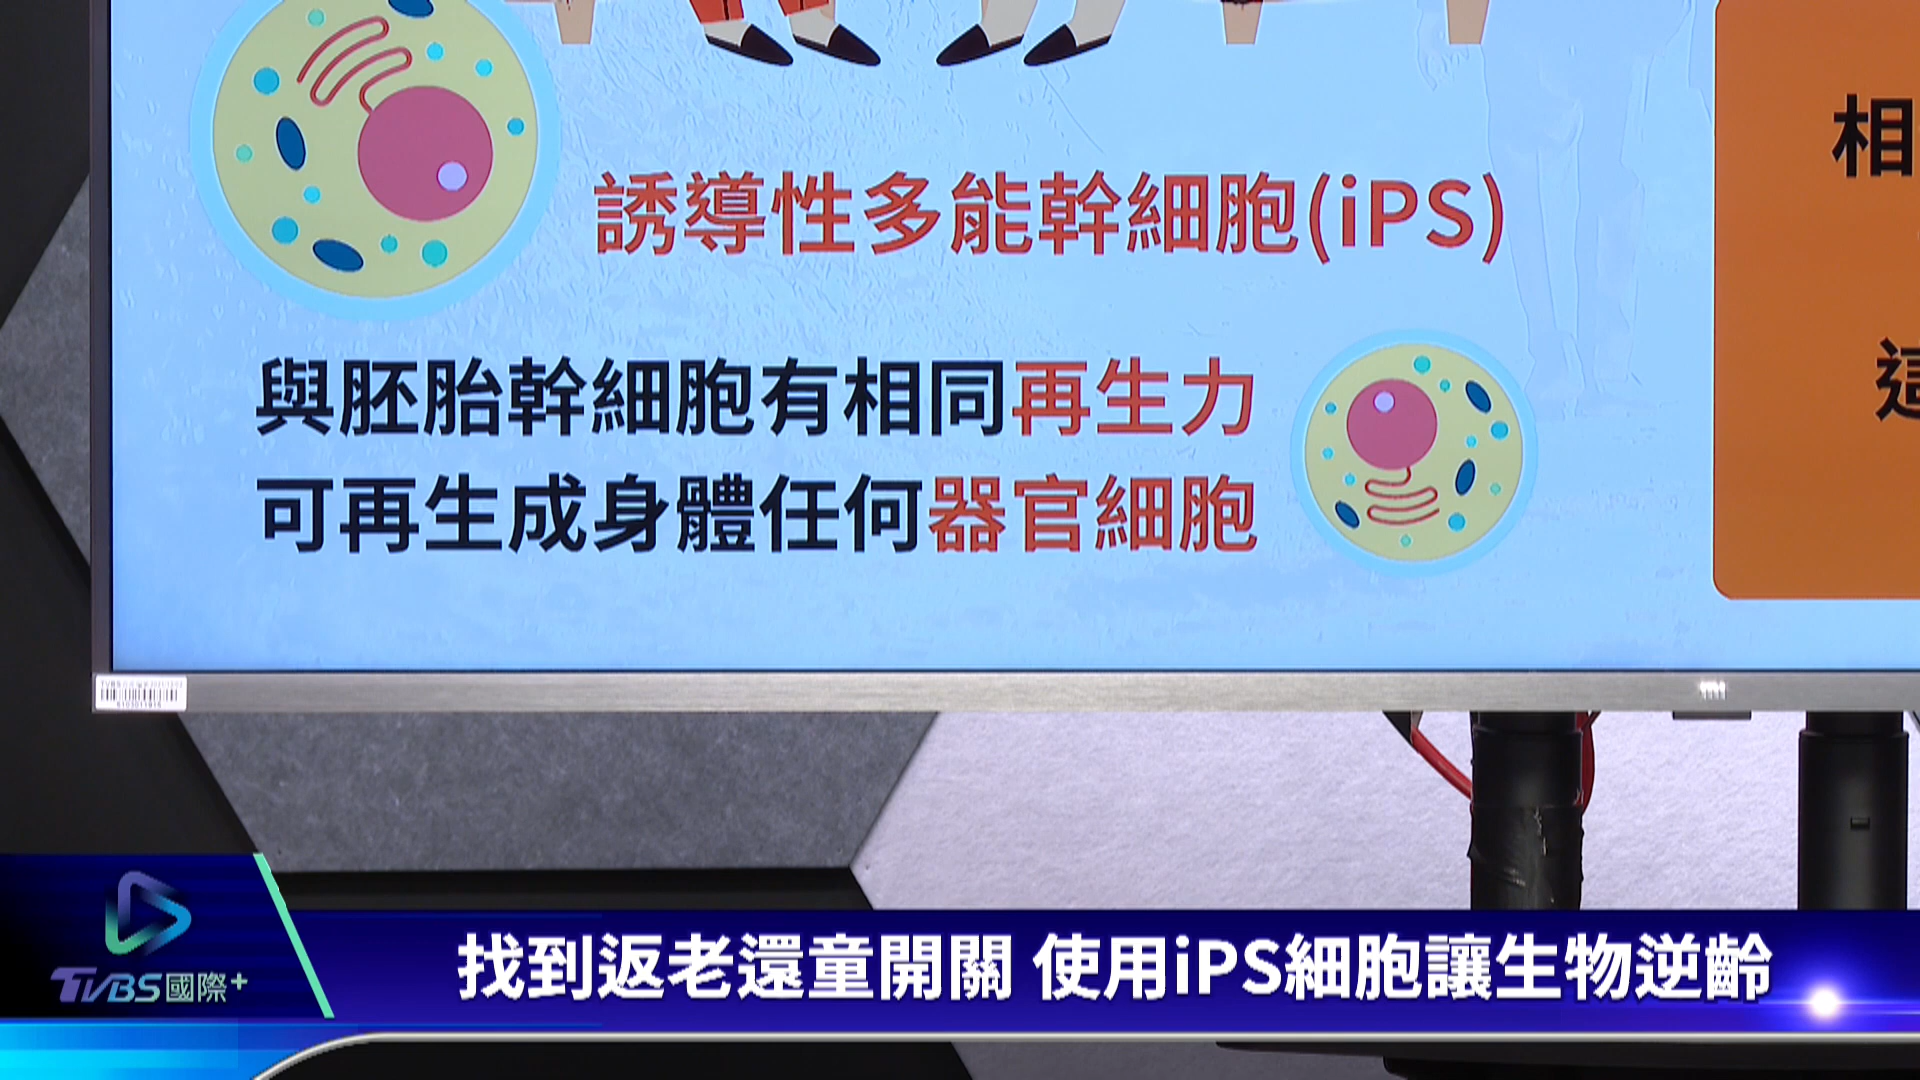 相
誘導性多能幹細胞(iPS)
與胚胎幹細胞有相同再生力
這
可再生成身體任何器官細胞
mi
找到返老還童開關 使用iPS細胞讓生物逆齡
TVBS國際+